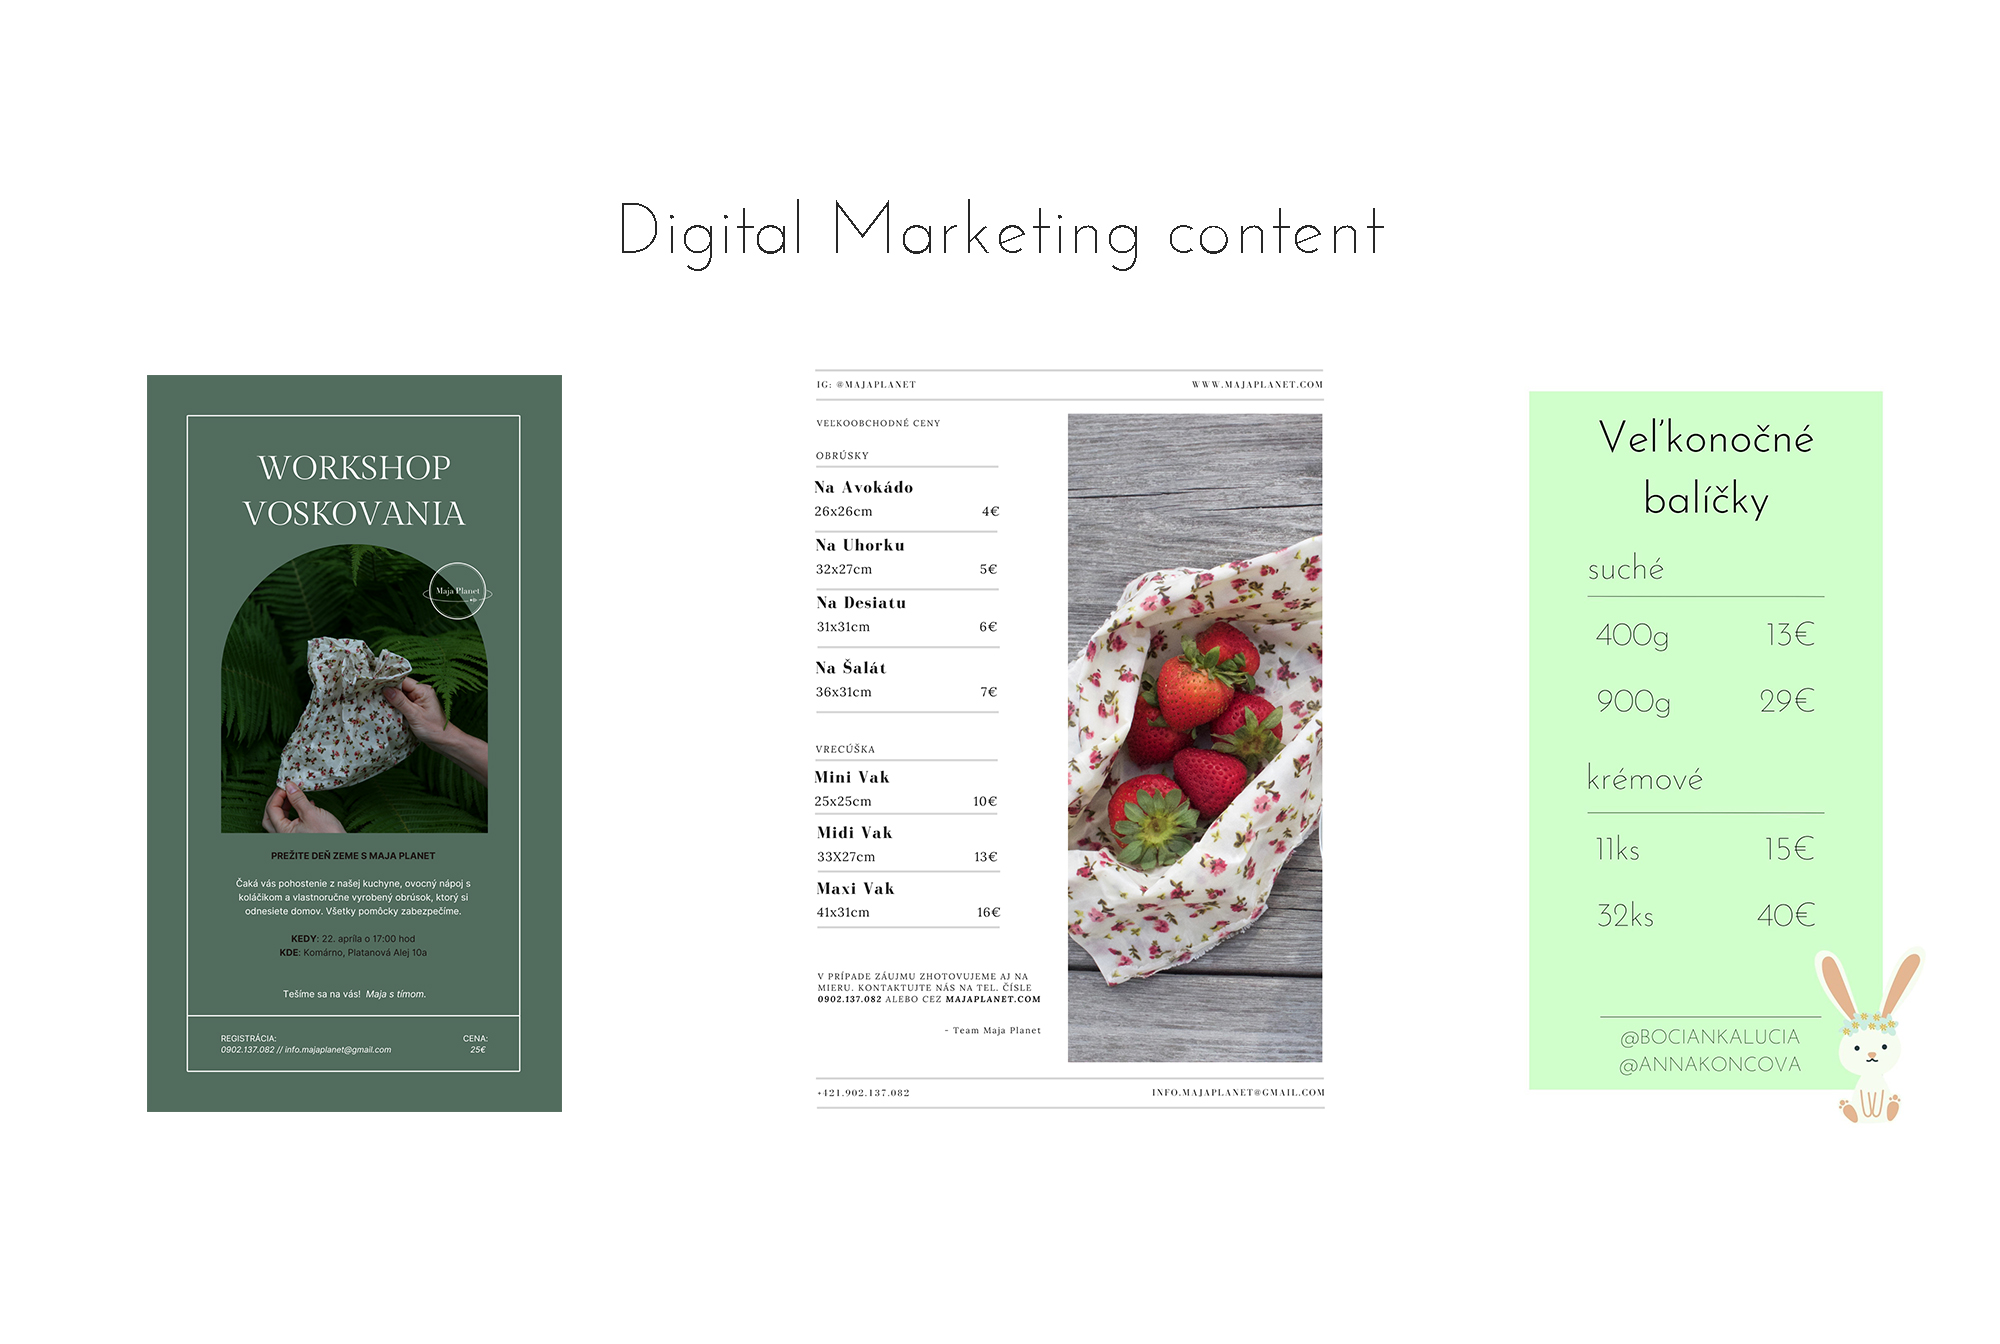 Digital Marketing content
WORKSHOP
VOSKOVANIA
Maja Planet
PREŽITE DEŇ ZEME S MAJA PLANET
Čaká vás pohostenie z našej kuchyne, ovocný nápoj s
koláčikom a vlastnoručne vyrobený obrúsok, ktorý si
odnesiete domov. Všetky pomôcky zabezpečíme.
KEDY: 22. apríla o 17:00 hod
KDE: Komárno, Platanová Alej 10a
Tešíme sa na vás! Maja s tímom.
REGISTRÁCIA: CENA:
0902.137.082 // info.majaplanet@gmail.com 25€
IG: @MAJAPLANET WWW.MAJAPLANET.COM
VEĽKOOBCHODNÉ CENY
OBRÚSKY
Na Avokádo
26x26cm 4€
Na Uhorku
32x27cm 5€
Na Desiatu
31x31cm 6€
Na Šalát
36x31cm 7€
VRECÚŠKA
Mini Vak
25x25cm 10€
Midi Vak
33X27cm 13€
Maxi Vak
41x31cm 16€
V PRÍPADE ZÁUJMU ZHOTOVUJEME AJ NA
MIERU. KONTAKTUJTE NÁS NA TEL. ČÍSLE
0902.137.082 ALEBO CEZ MAJAPLANET.COM
- Team Maja Planet
+421.902.137.082 INFO.MAJAPLANET@GMAIL.COM
Veľkonočné
balíčky
suché
400g 13€
900g 29€
krémové
11ks 15€
32ks 40€
@BOCIANKALUCIA
@ANNAKONCOVA